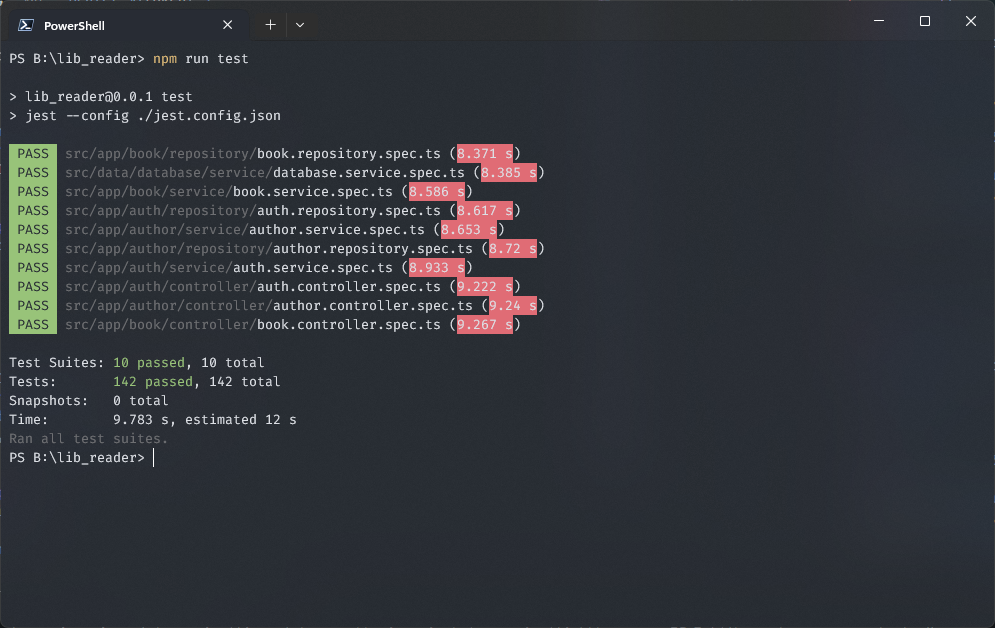 PowerShell
PS B:\lib_reader> npm run test
> lib_reader@0.0.1 test
> jest --config ./jest.config.json
PASS src/app/book/repository/book.repository.spec.ts (8.371 s)
PASS src/data/database/service/database.service.spec.ts (8.385 s)
PASS src/app/book/service/book.service.spec.ts (8.586 s)
PASS src/app/auth/repository/auth.repository.spec.ts (8.617 s)
PASS src/app/author/service/author.service.spec.ts (8.653 s)
PASS src/app/author/repository/author.repository.spec.ts (8.72 s)
PASS src/app/auth/service/auth.service.spec.ts (8.933 s)
PASS src/app/auth/controller/auth.controller.spec.ts (9.222 s)
PASS src/app/author/controller/author.controller.spec.ts (9.24 s)
PASS src/app/book/controller/book.controller.spec.ts (9.267 s)
Test Suites: 10 passed, 10 total
Tests: 142 passed, 142 total
Snapshots: 0 total
Time: 9.783 s, estimated 12 s
Ran all test suites.
PS B:\lib_reader>